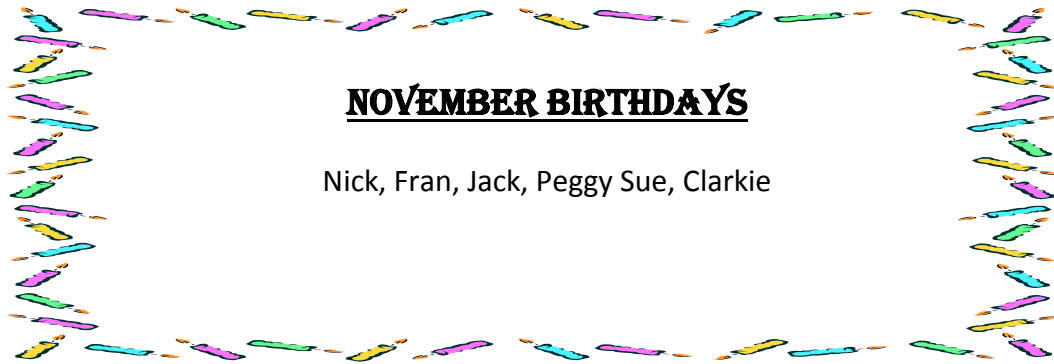 NOVEMBER BIRTHDAYS
Nick, Fran, Jack, Peggy Sue, Clarkie